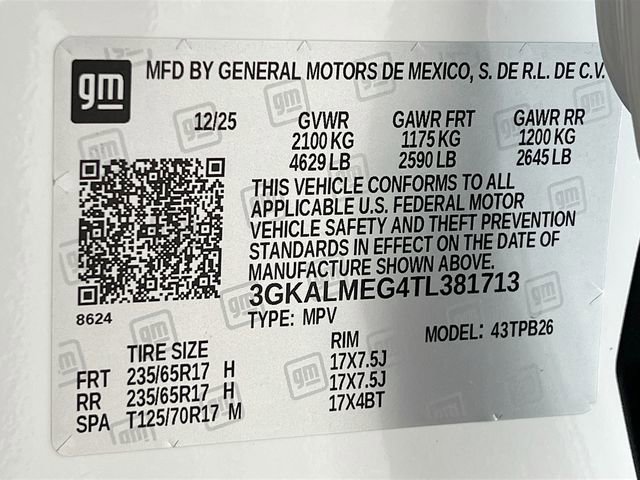 gm MFD BY GENERAL MOTORS DE MEXICO, S. DE R.L. DE C.V.
12/25 GVWR GAWR FRT GAWR RR
2100 KG 1175 KG 1200 KG
4629 LB 2590 LB 2645 LB
THIS VEHICLE CONFORMS TO ALL
APPLICABLE U.S. FEDERAL MOTOR
VEHICLE SAFETY AND THEFT PREVENTION
STANDARDS IN EFFECT ON THE DATE OF
MANUFACTURE SHOWN ABOVE.
3GKALMEG4TL381713
8624 TYPE: MPV MODEL: 43TPB26
TIRE SIZE RIM
FRT 235/65R17 H 17X7.5J
RR 235/65R17 H 17X7.5J
SPA T125/70R17 M 17X4BT